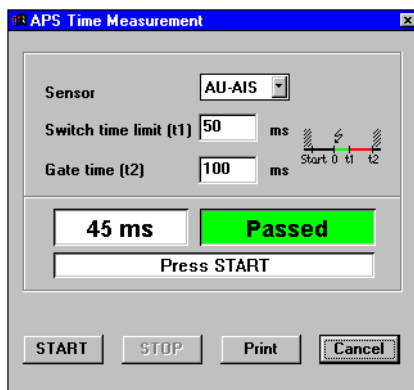 APS Time Measurement
Sensor AU-AIS
Switch time limit (t1) 50 ms
Gate time (t2) 100 ms
Start 0 t1 t2
45 ms Passed
Press START
START STOP Print Cancel